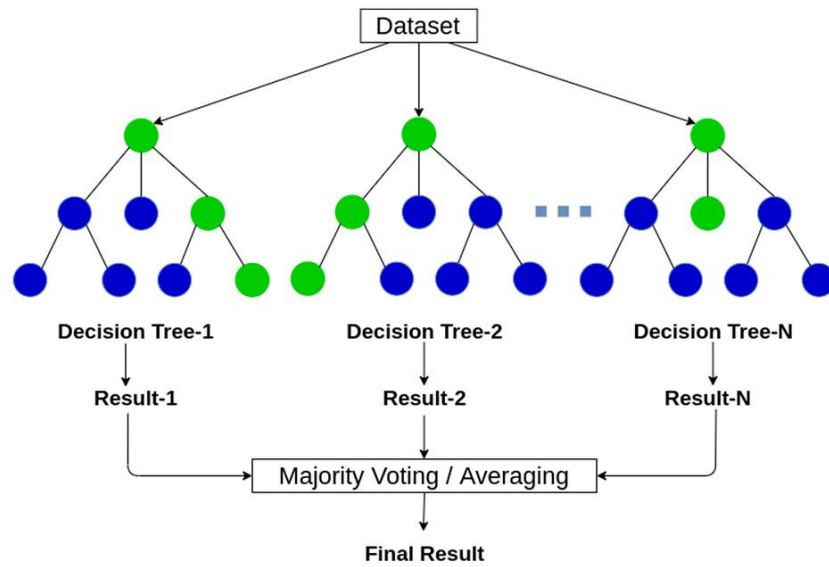 Dataset
Decision Tree-1
Decision Tree-2
Decision Tree-N
Result-1
Result-2
Result-N
Majority Voting / Averaging
Final Result